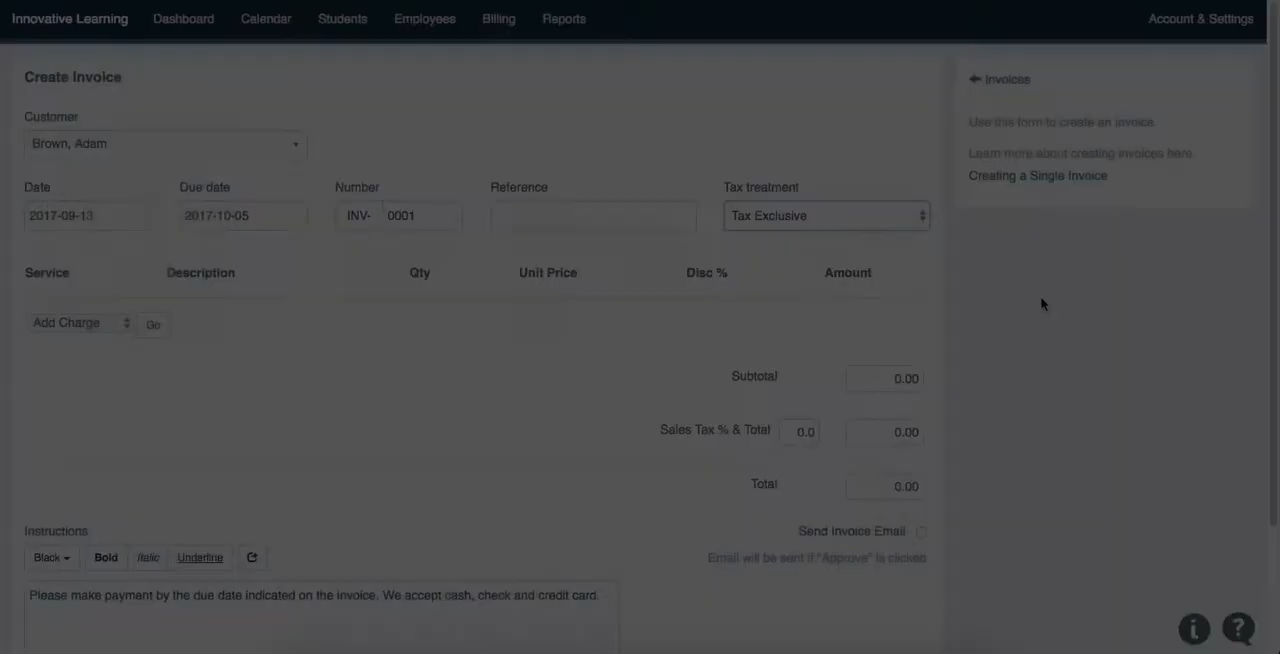 Innovative Learning Dashboard Calendar Students Employees Billing Reports Account & Settings
Create Invoice
Customer
Brown, Adam
Date Due date Number Reference Tax treatment
2017-09-13 2017-10-05 INV- 0001 Tax Exclusive
Service Description Qty Unit Price Disc % Amount
Add Charge Go
Subtotal 0.00
Sales Tax % & Total 0.0 0.00
Total 0.00
Instructions
Send Invoice Email
Black Bold Italic Underline
Email will be sent if "Approve" is clicked
Please make payment by the due date indicated on the invoice. We accept cash, check and credit card.
Invoices
Use this form to create an invoice.
Learn more about creating invoices here.
Creating a Single Invoice